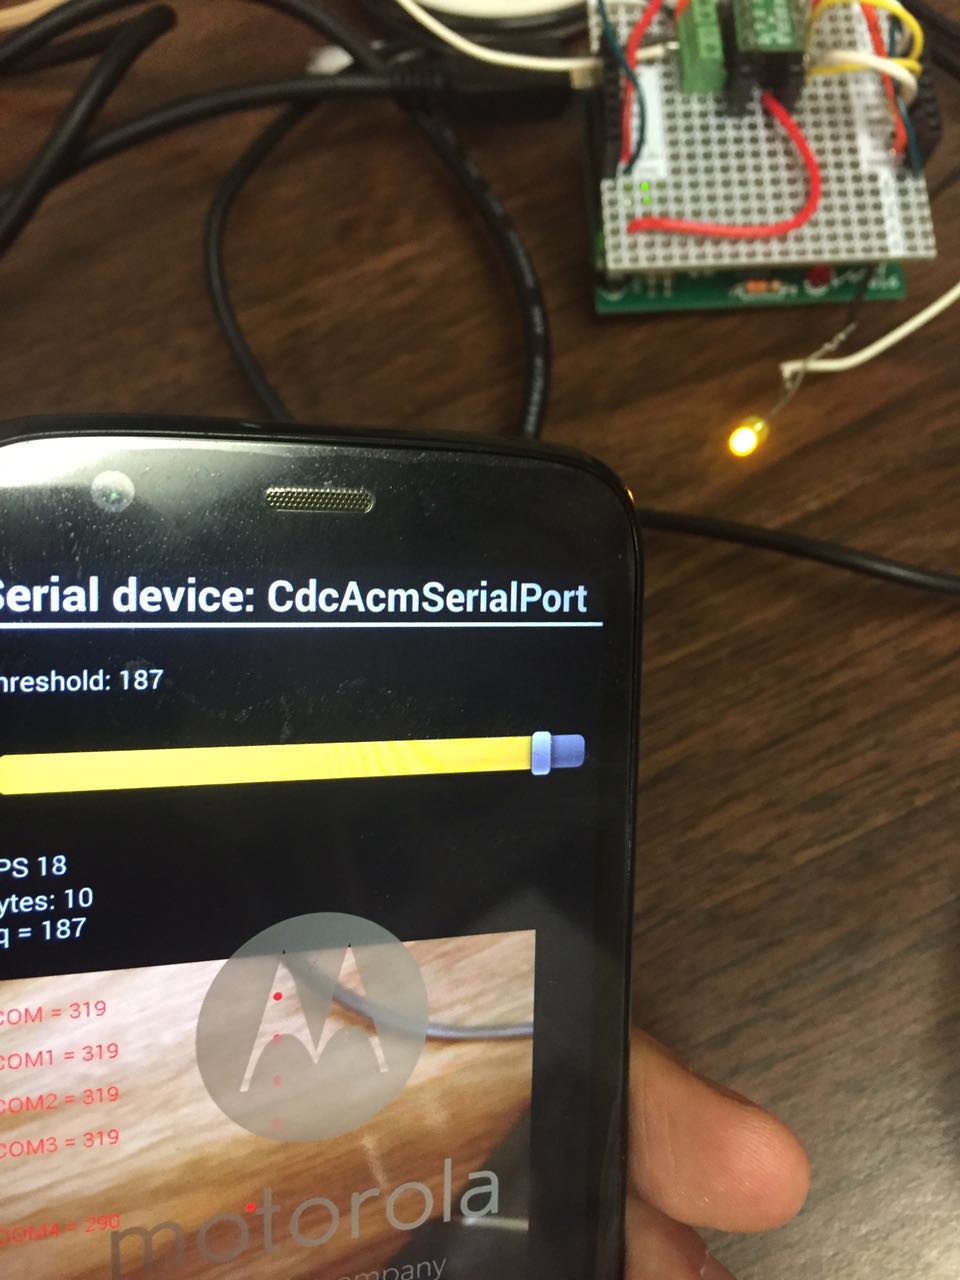 Serial device: CdcAcmSerialPort
hreshold: 187
PS 18
ytes: 10
q = 187
COM = 319
COM1 = 319
COM2 = 319
COM3 = 319
COM4 = 290
motorola
ompany